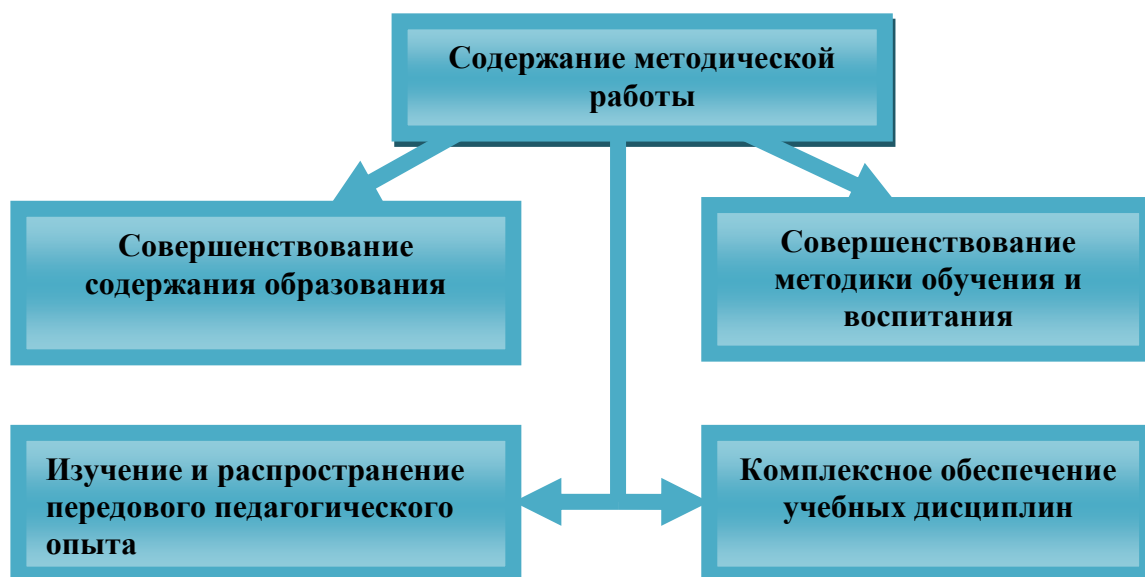 Содержание методической
работы
Совершенствование
содержания образования
Совершенствование
методики обучения и
воспитания
Изучение и распространение
передового педагогического
опыта
Комплексное обеспечение
учебных дисциплин